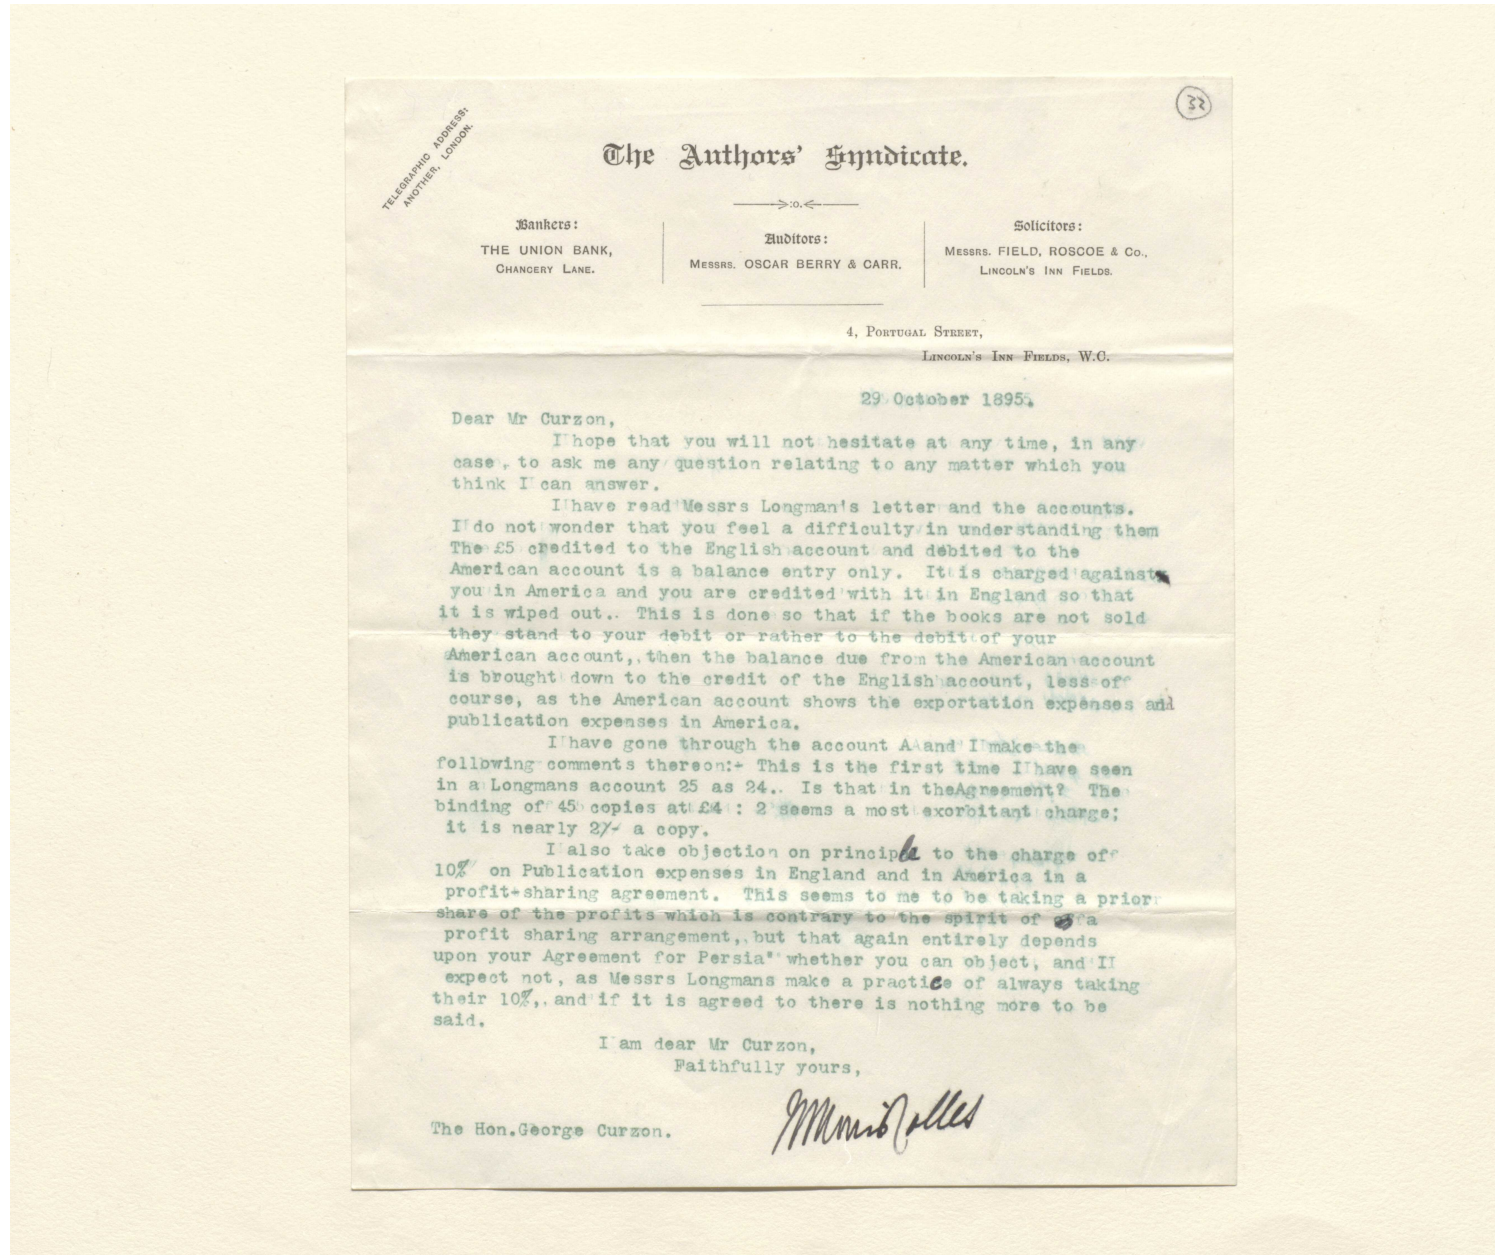 32
TELEGRAPHIC ADDRESS:
ANOTHER, LONDON.
The Authors' Syndicate.
Bankers:
THE UNION BANK,
CHANCERY LANE.
Auditors:
MESSRS. OSCAR BERRY & CARR.
Solicitors:
MESSRS. FIELD, ROSCOE & CO.,
LINCOLN'S INN FIELDS.
4, PORTUGAL STREET,
LINCOLN'S INN FIELDS, W.C.
29 October 1895.
Dear Mr Curzon,
I hope that you will not hesitate at any time, in any
case, to ask me any question relating to any matter which you
think I can answer.
I have read Messrs Longman's letter and the accounts.
I do not wonder that you feel a difficulty in understanding them
The £5 credited to the English account and debited to the
American account is a balance entry only. It is charged against
you in America and you are credited with it in England so that
it is wiped out.. This is done so that if the books are not sold
they stand to your debit or rather to the debit of your
American account,. then the balance due from the American account
is brought down to the credit of the English account, less of
course, as the American account shows the exportation expenses and
publication expenses in America.
I have gone through the account A and I make the
following comments thereon:- This is the first time I have seen
in a Longmans account 25 as 24.. Is that in theAgreement? The
binding of 45 copies at £4 : 2 seems a most exorbitant charge;
it is nearly 2/- a copy.
I also take objection on principle to the charge of
10% on Publication expenses in England and in America in a
profit-sharing agreement. This seems to me to be taking a prior
share of the profits which is contrary to the spirit of a
profit sharing arrangement,. but that again entirely depends
upon your Agreement for Persia" whether you can object, and I
expect not, as Messrs Longmans make a practice of always taking
their 10%,. and if it is agreed to there is nothing more to be
said.
I am dear Mr Curzon,
Faithfully yours,
W Morris Colles
The Hon.George Curzon.